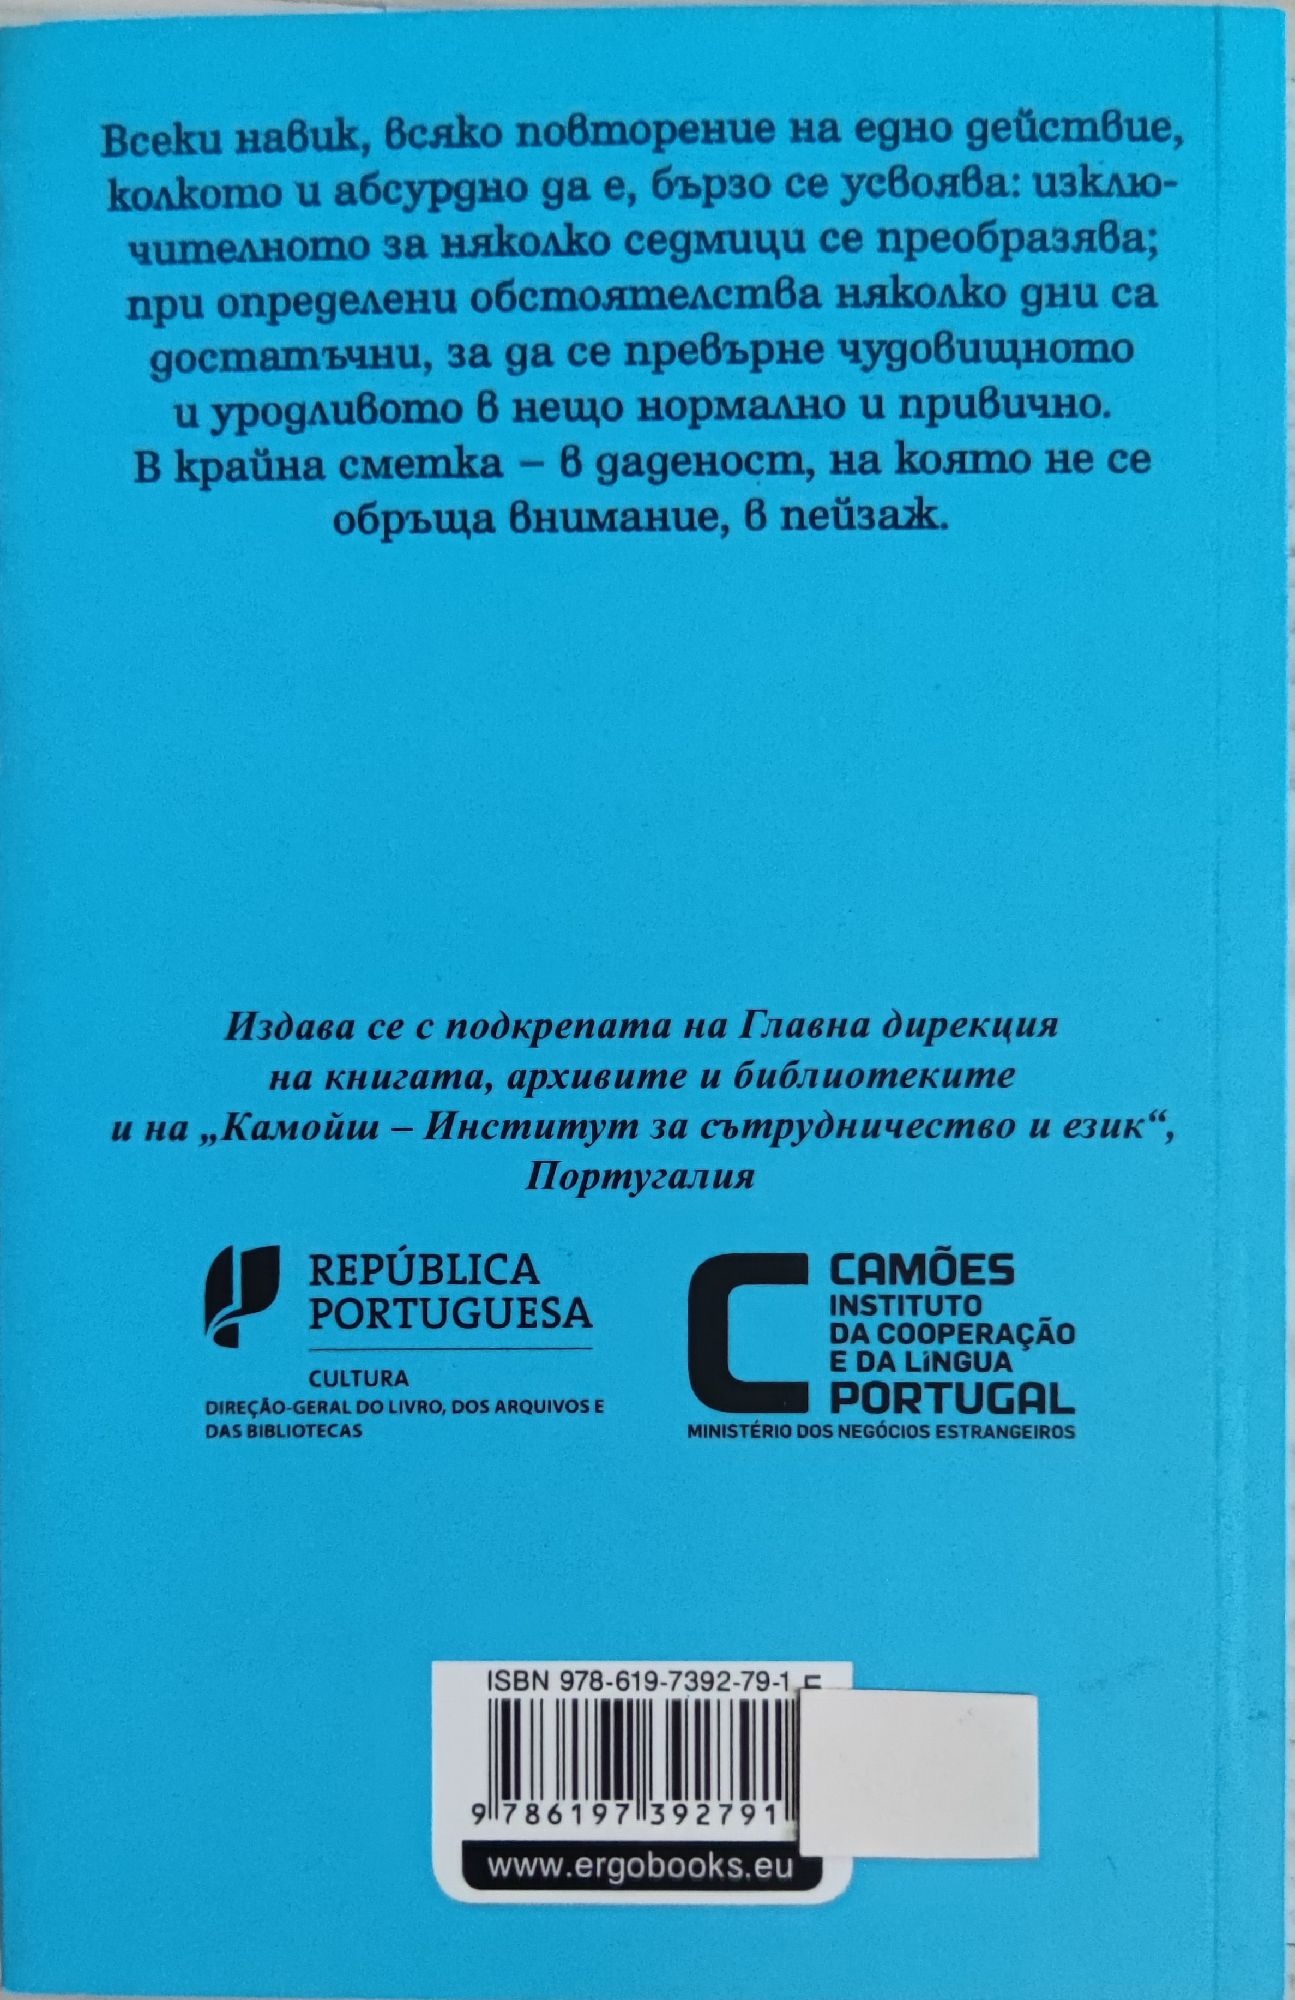 Всеки навик, всяко повторение на едно действие,
колкото и абсурдно да е, бързо се усвоява: изклю-
чителното за няколко седмици се преобразява;
при определени обстоятелства няколко дни са
достатъчни, за да се превърне чудовищното
и уродливото в нещо нормално и привично.
В крайна сметка – в даденост, на която не се
обръща внимание, в пейзаж.
Издава се с подкрепата на Главна дирекция
на книгата, архивите и библиотеките
и на „Камойш – Институт за сътрудничество и език“,
Португалия
REPÚBLICA
PORTUGUESA
CULTURA
DIREÇÃO-GERAL DO LIVRO, DOS ARQUIVOS E
DAS BIBLIOTECAS
CAMÕES
INSTITUTO
DA COOPERAÇÃO
E DA LÍNGUA
PORTUGAL
MINISTÉRIO DOS NEGÓCIOS ESTRANGEIROS
ISBN 978-619-7392-79-1
9 786197 392791
www.ergobooks.eu